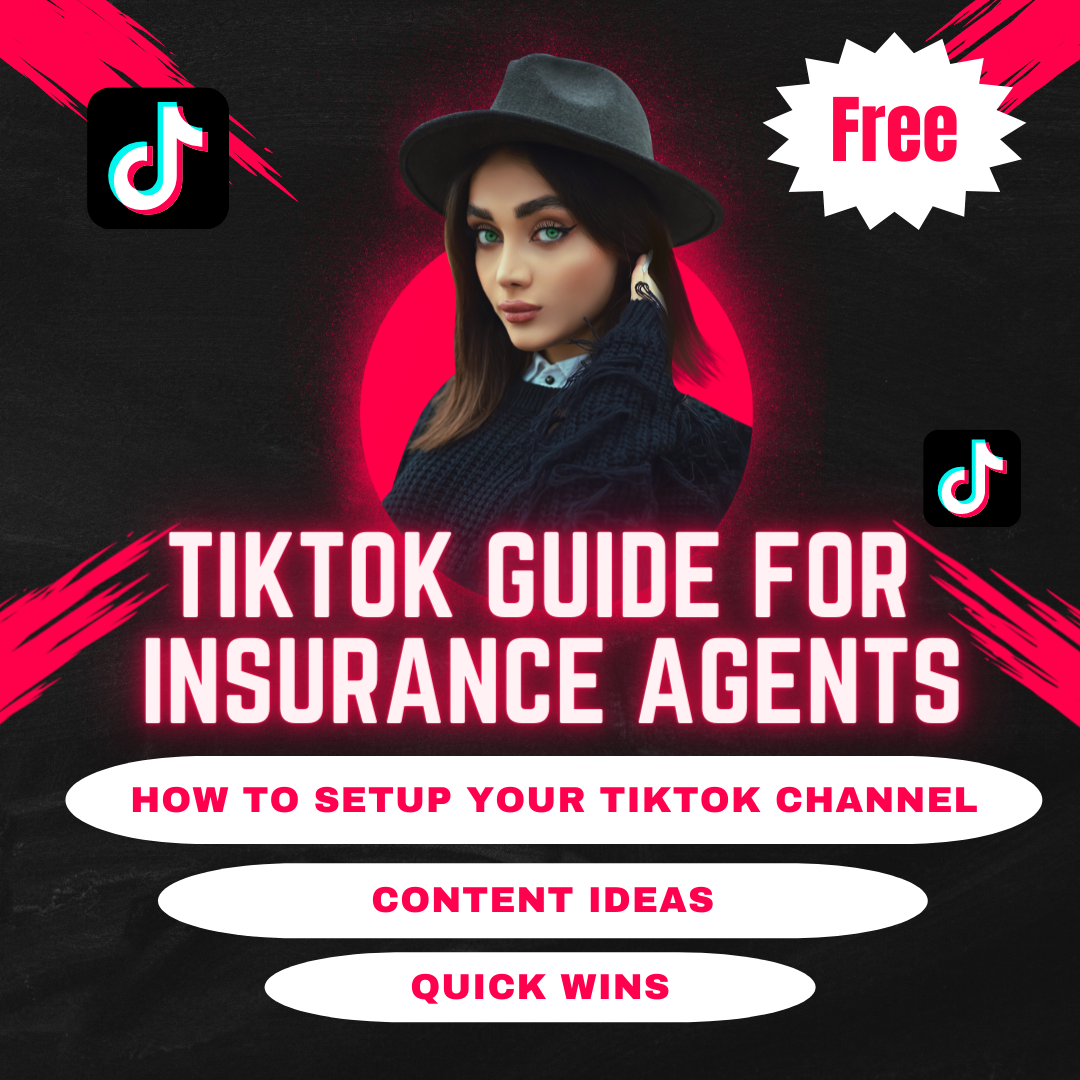 Free
TIKTOK GUIDE FOR
INSURANCE AGENTS
HOW TO SETUP YOUR TIKTOK CHANNEL
CONTENT IDEAS
QUICK WINS